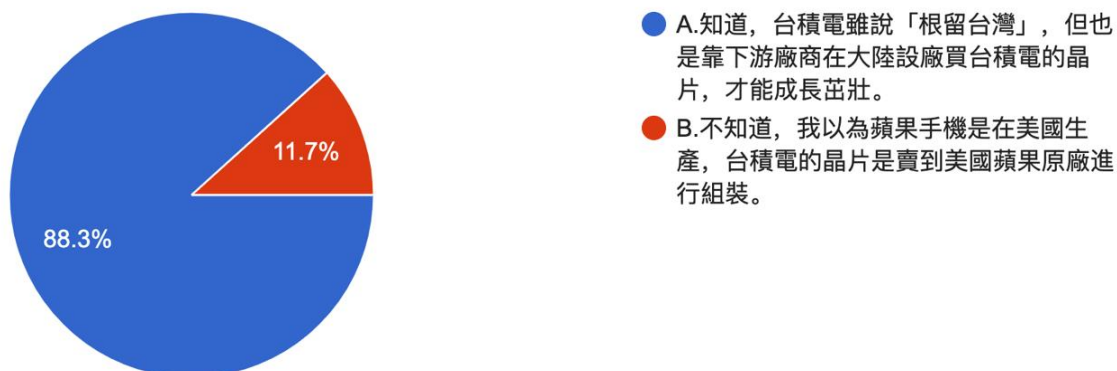 A.知道，台積電雖說「根留台灣」，但也
是靠下游廠商在大陸設廠買台積電的晶
片，才能成長茁壯。
B.不知道，我以為蘋果手機是在美國生
產，台積電的晶片是賣到美國蘋果原廠進
行組裝。
11.7%
88.3%